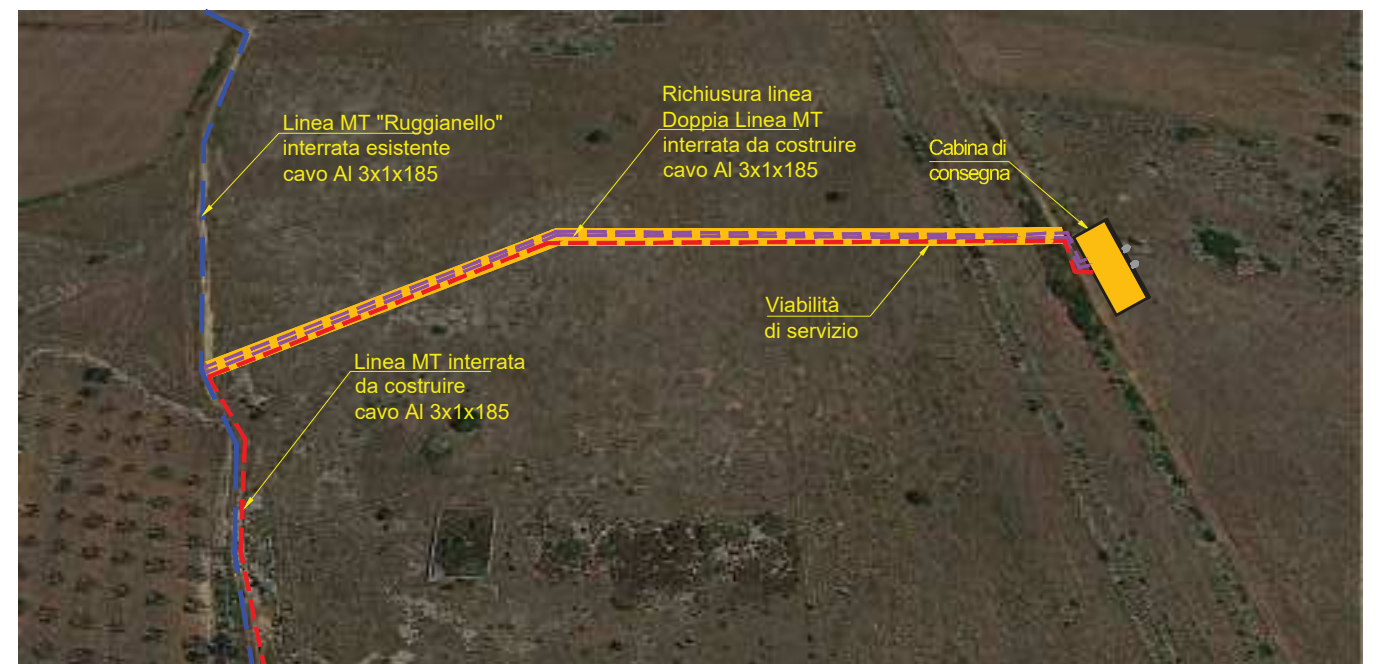 Linea MT "Ruggianello"
interrata esistente
cavo Al 3x1x185
Richiusura linea
Doppia Linea MT
interrata da costruire
cavo Al 3x1x185
Cabina di
consegna
Viabilità
di servizio
Linea MT interrata
da costruire
cavo Al 3x1x185